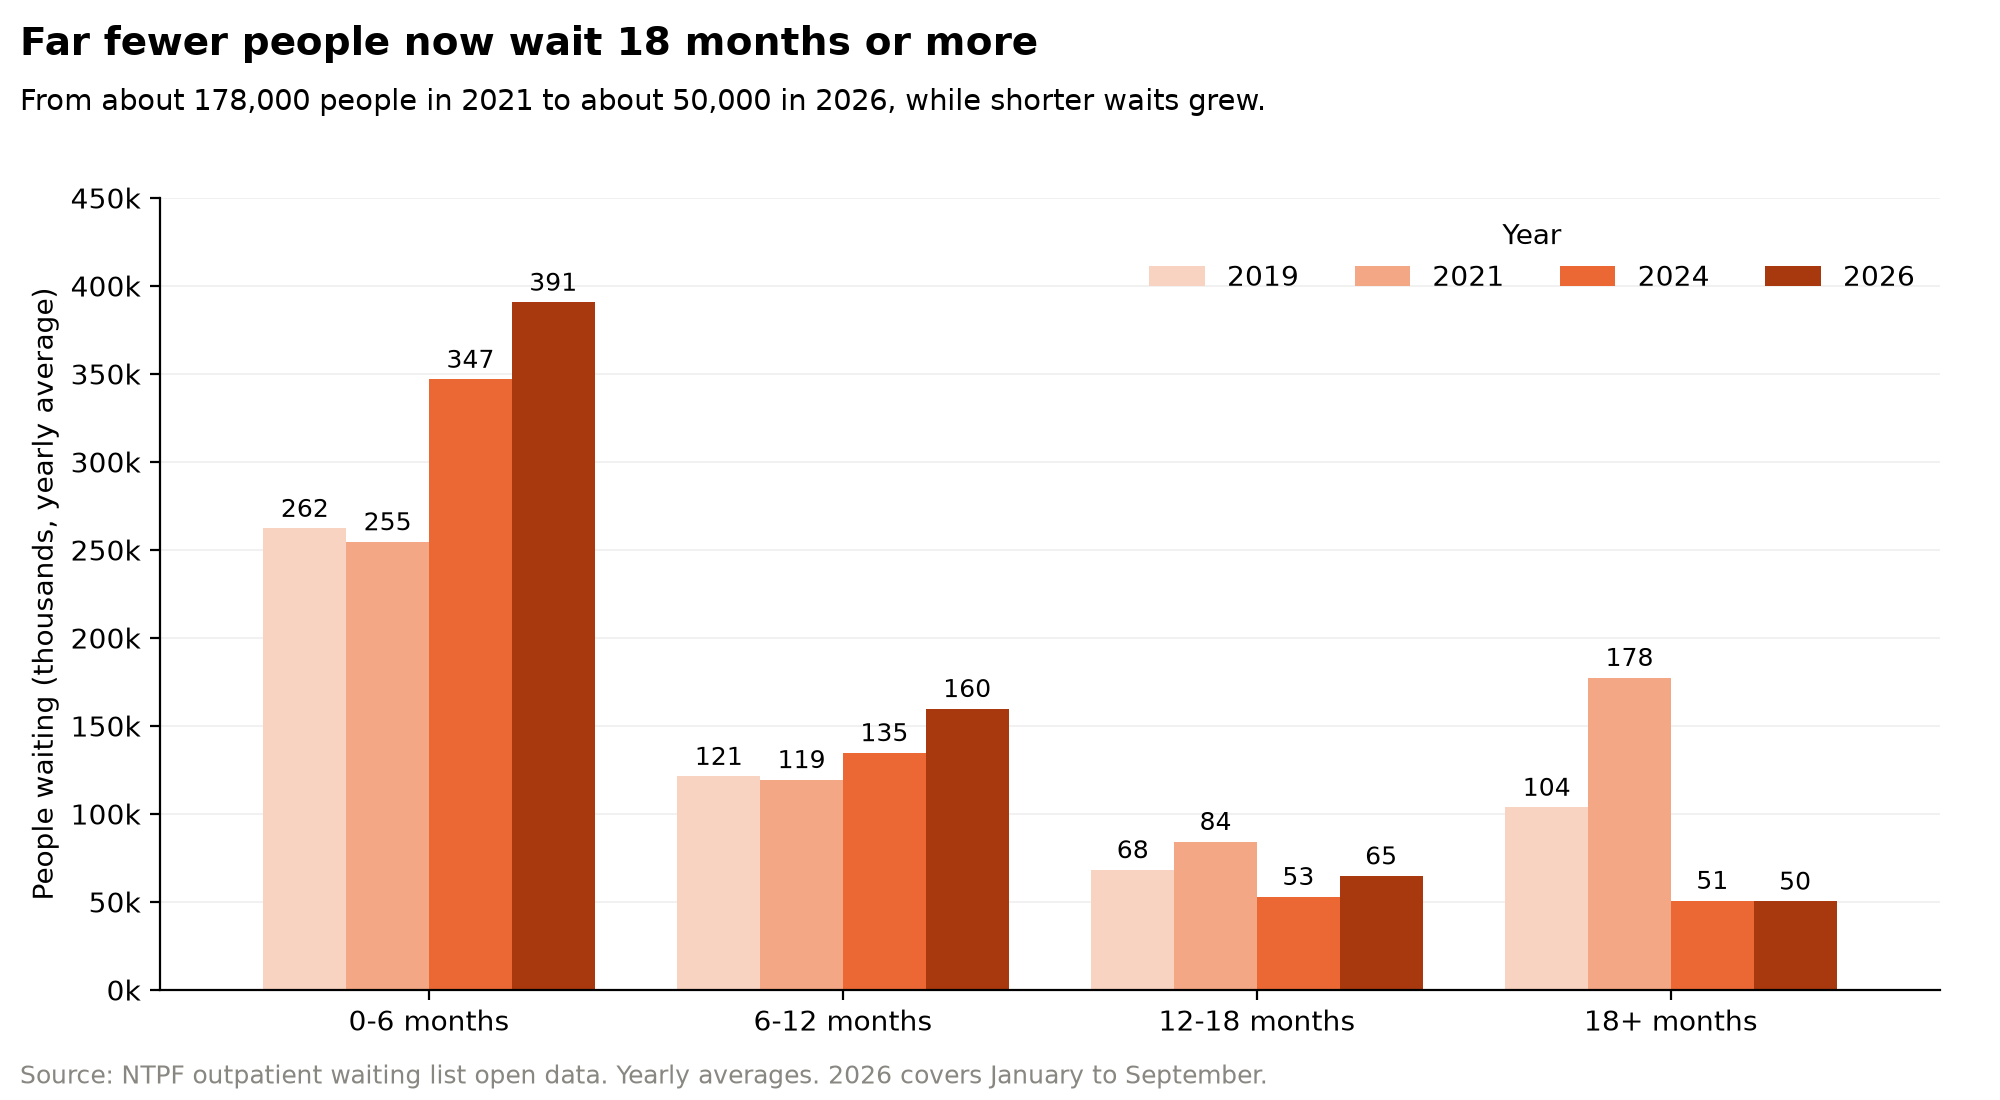 Far fewer people now wait 18 months or more
From about 178,000 people in 2021 to about 50,000 in 2026, while shorter waits grew.
People waiting (thousands, yearly average)
450k
400k
350k
300k
250k
200k
150k
100k
50k
0k
Year
2019 2021 2024 2026
262 255 347 391
121 119 135 160
68 84 53 65
104 178 51 50
0-6 months 6-12 months 12-18 months 18+ months
Source: NTPF outpatient waiting list open data. Yearly averages. 2026 covers January to September.